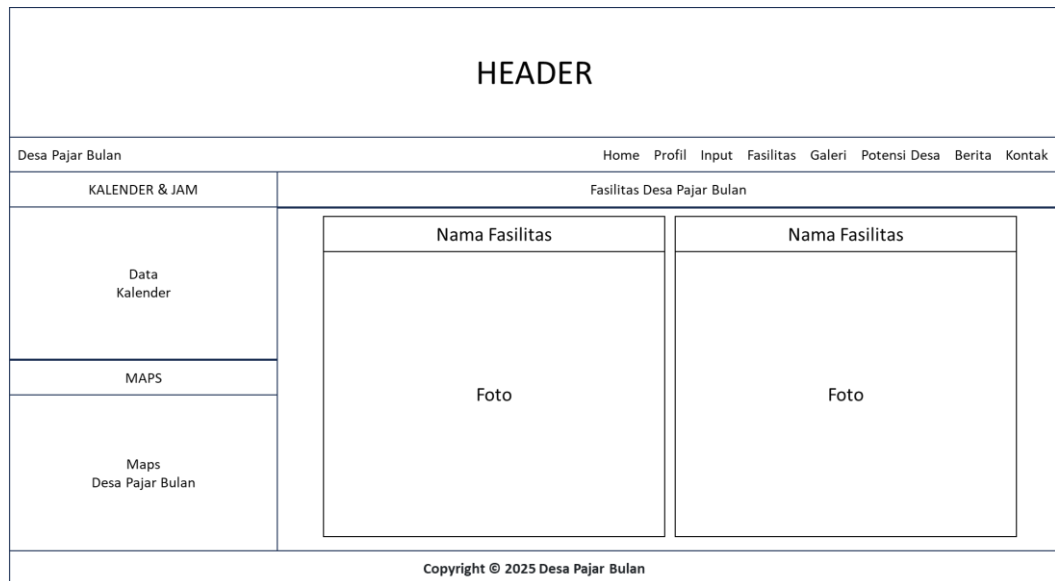 HEADER
Desa Pajar Bulan
Home Profil Input Fasilitas Galeri Potensi Desa Berita Kontak
KALENDER & JAM
Data
Kalender
MAPS
Maps
Desa Pajar Bulan
Fasilitas Desa Pajar Bulan
Nama Fasilitas
Foto
Nama Fasilitas
Foto
Copyright © 2025 Desa Pajar Bulan